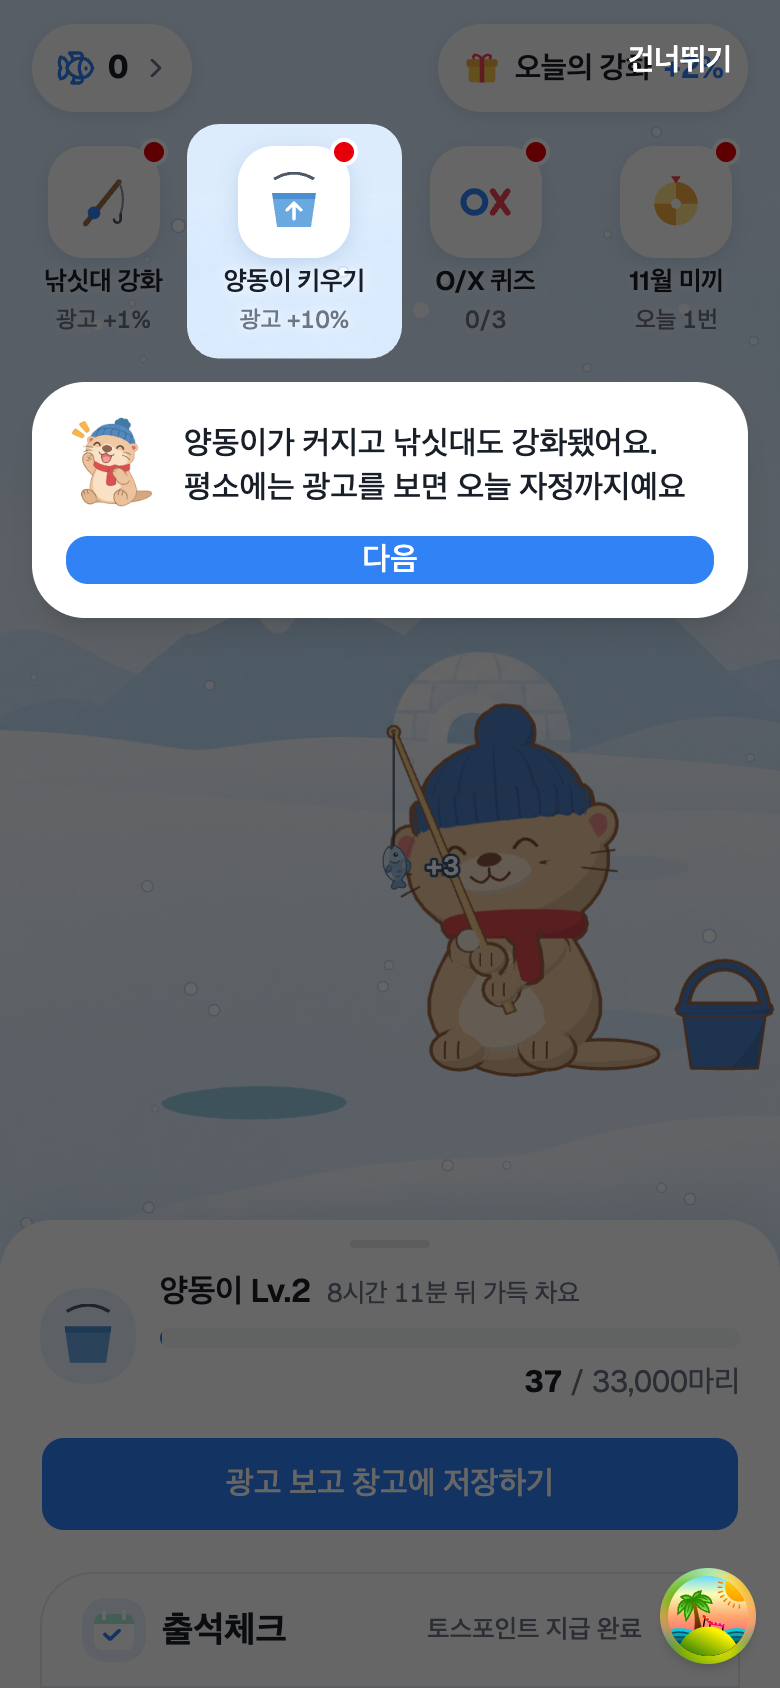 0
오늘의 강화 +2%
건너뛰기
낚싯대 강화
광고 +1%
양동이 키우기
광고 +10%
OX
O/X 퀴즈
0/3
11월 미끼
오늘 1번
양동이가 커지고 낚싯대도 강화됐어요.
평소에는 광고를 보면 오늘 자정까지예요
다음
+3
양동이 Lv.2 8시간 11분 뒤 가득 차요
37 / 33,000마리
광고 보고 창고에 저장하기
출석체크
토스포인트 지급 완료